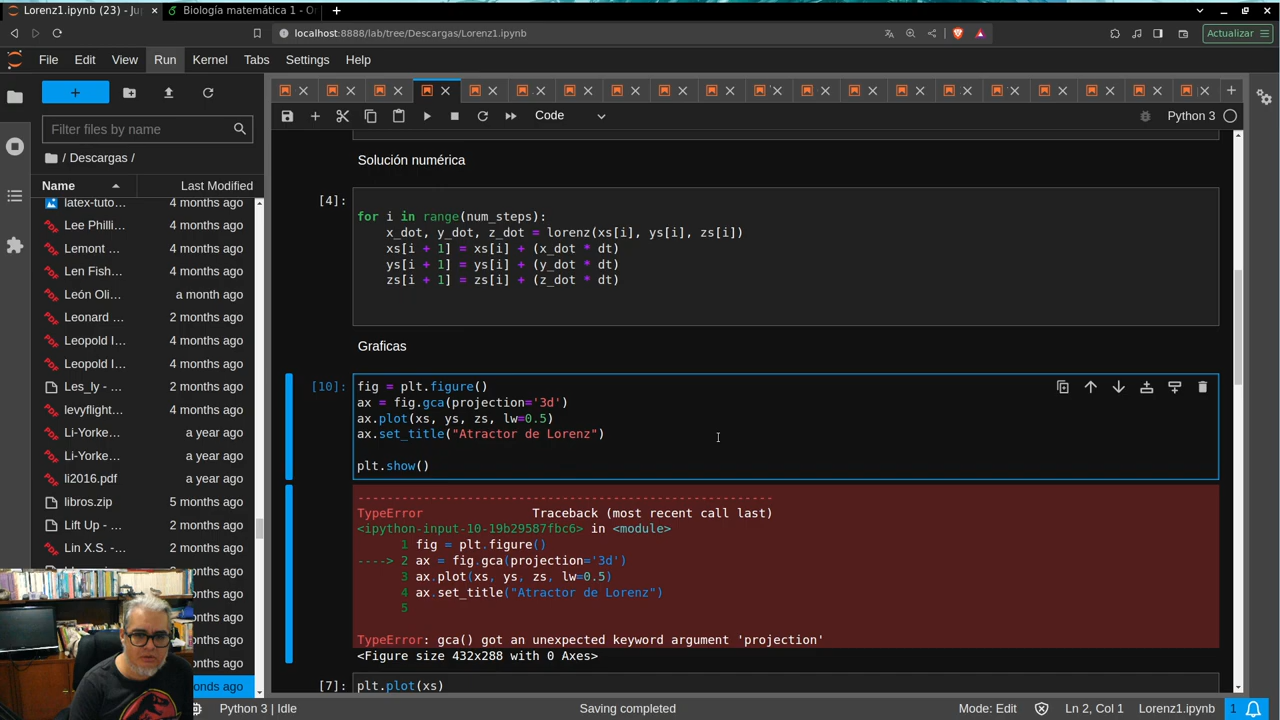 Lorenz1.ipynb (23) - Ju
Biología matemática 1 - O
localhost:8888/lab/tree/Descargas/Lorenz1.ipynb
Actualizar
File Edit View Run Kernel Tabs Settings Help
Filter files by name
/ Descargas /
Name Last Modified
latex-tuto... 4 months ago
Lee Philli... 4 months ago
Lemont ... 4 months ago
Len Fish... 4 months ago
León Oli... a month ago
Leonard ... 2 months ago
Leopold I... 4 months ago
Leopold I... 4 months ago
Les_ly - ... 2 months ago
levyflight... 4 months ago
Li-Yorke... a year ago
Li-Yorke... a year ago
li2016.pdf a year ago
libros.zip 5 months ago
Lift Up - ... 2 months ago
Lin X.S. -... 2 months ago
months ago
months ago
months ago
months ago
onds ago
Code
Python 3
Solución numérica
[4]:
for i in range(num_steps):
    x_dot, y_dot, z_dot = lorenz(xs[i], ys[i], zs[i])
    xs[i + 1] = xs[i] + (x_dot * dt)
    ys[i + 1] = ys[i] + (y_dot * dt)
    zs[i + 1] = zs[i] + (z_dot * dt)
Graficas
[10]: fig = plt.figure()
ax = fig.gca(projection='3d')
ax.plot(xs, ys, zs, lw=0.5)
ax.set_title("Atractor de Lorenz")
plt.show()
---------------------------------------------------------
TypeError Traceback (most recent call last)
<ipython-input-10-19b29587fbc6> in <module>
1 fig = plt.figure()
----> 2 ax = fig.gca(projection='3d')
3 ax.plot(xs, ys, zs, lw=0.5)
4 ax.set_title("Atractor de Lorenz")
5
TypeError: gca() got an unexpected keyword argument 'projection'
<Figure size 432x288 with 0 Axes>
[7]: plt.plot(xs)
Python 3 | Idle
Saving completed
Mode: Edit
Ln 2, Col 1
Lorenz1.ipynb
1